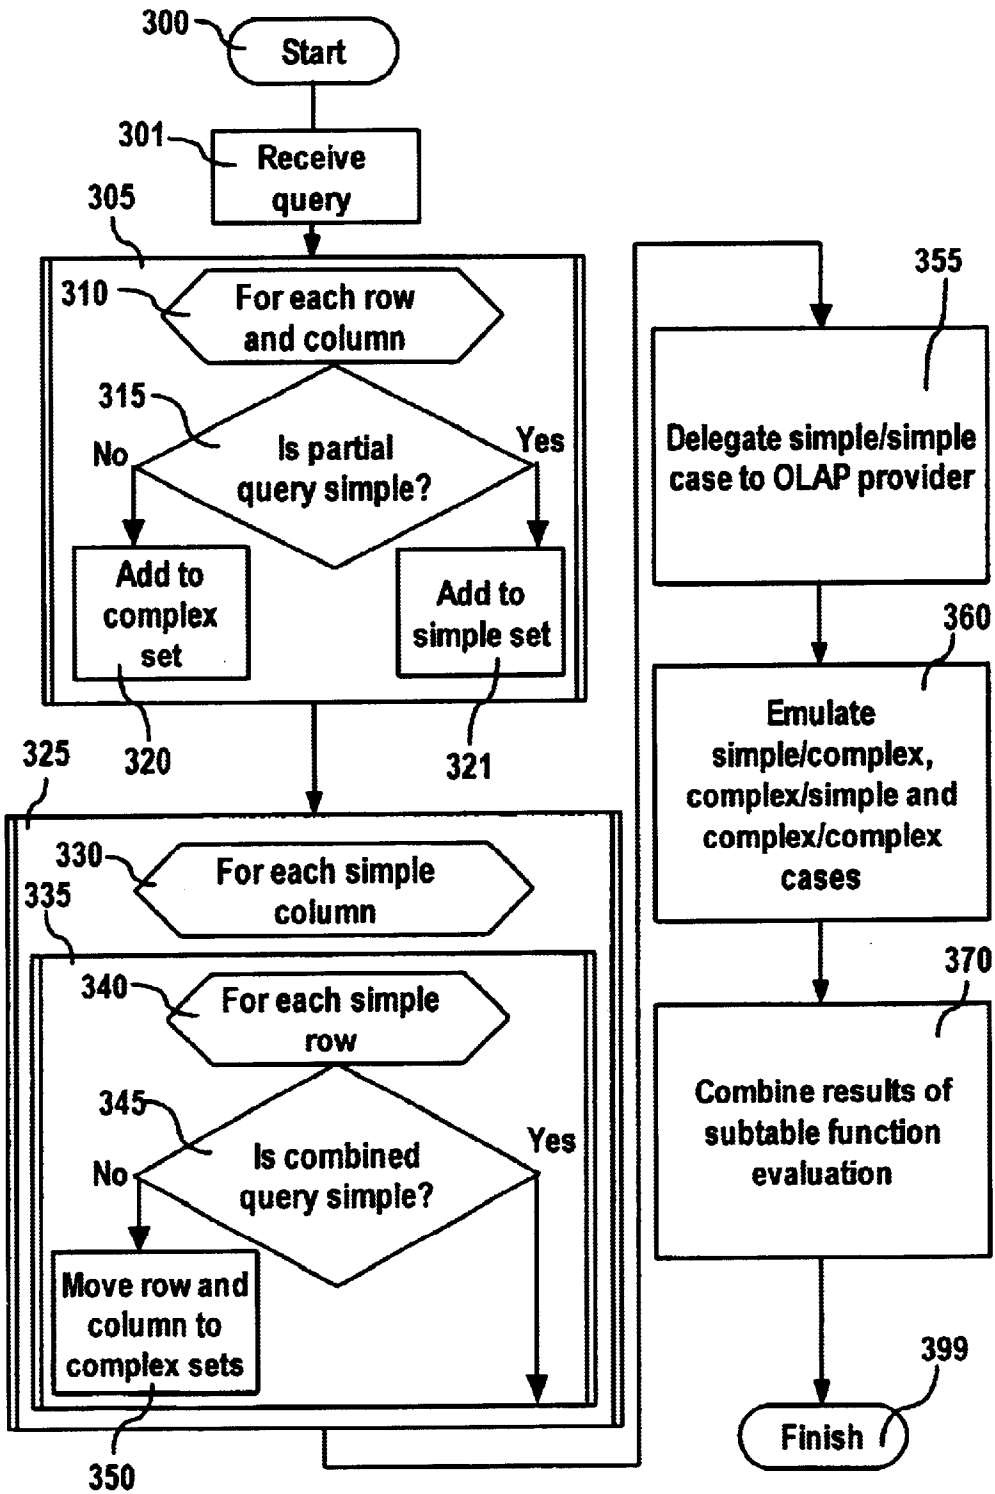 300
Start
301
Receive
query
305
310
For each row
and column
315
No
Is partial
query simple?
Yes
Add to
complex
set
Add to
simple set
320
321
325
330
For each simple
column
335
340
For each simple
row
345
No
Is combined
query simple?
Yes
Move row and
column to
complex sets
350
355
Delegate simple/simple
case to OLAP provider
360
Emulate
simple/complex,
complex/simple and
complex/complex
cases
370
Combine results of
subtable function
evaluation
399
Finish